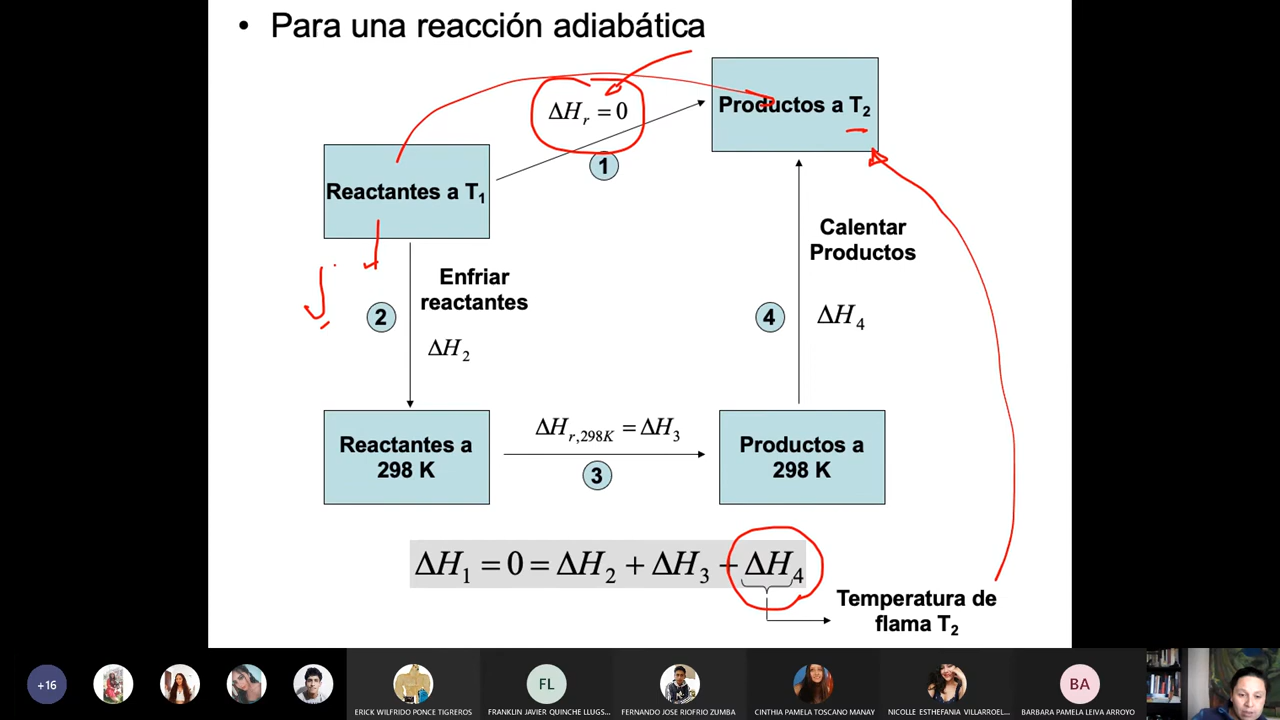 • Para una reacción adiabática
ΔHr = 0
Productos a T2
1
Reactantes a T1
Calentar
Productos
Enfriar
reactantes
2
4
ΔH4
ΔH2
ΔHr,298K = ΔH3
Reactantes a
298 K
Productos a
298 K
3
ΔH1 = 0 = ΔH2 + ΔH3 + ΔH4
Temperatura de
flama T2
+16
FL
BA
ERICK WILFRIDO PONCE TIGREROS
FRANKLIN JAVIER QUINCHE LLUGS...
FERNANDO JOSE RIOFRIO ZUMBA
CINTHIA PAMELA TOSCANO MANAY
NICOLLE ESTHEFANIA VILLARROEL...
BARBARA PAMELA LEIVA ARROYO